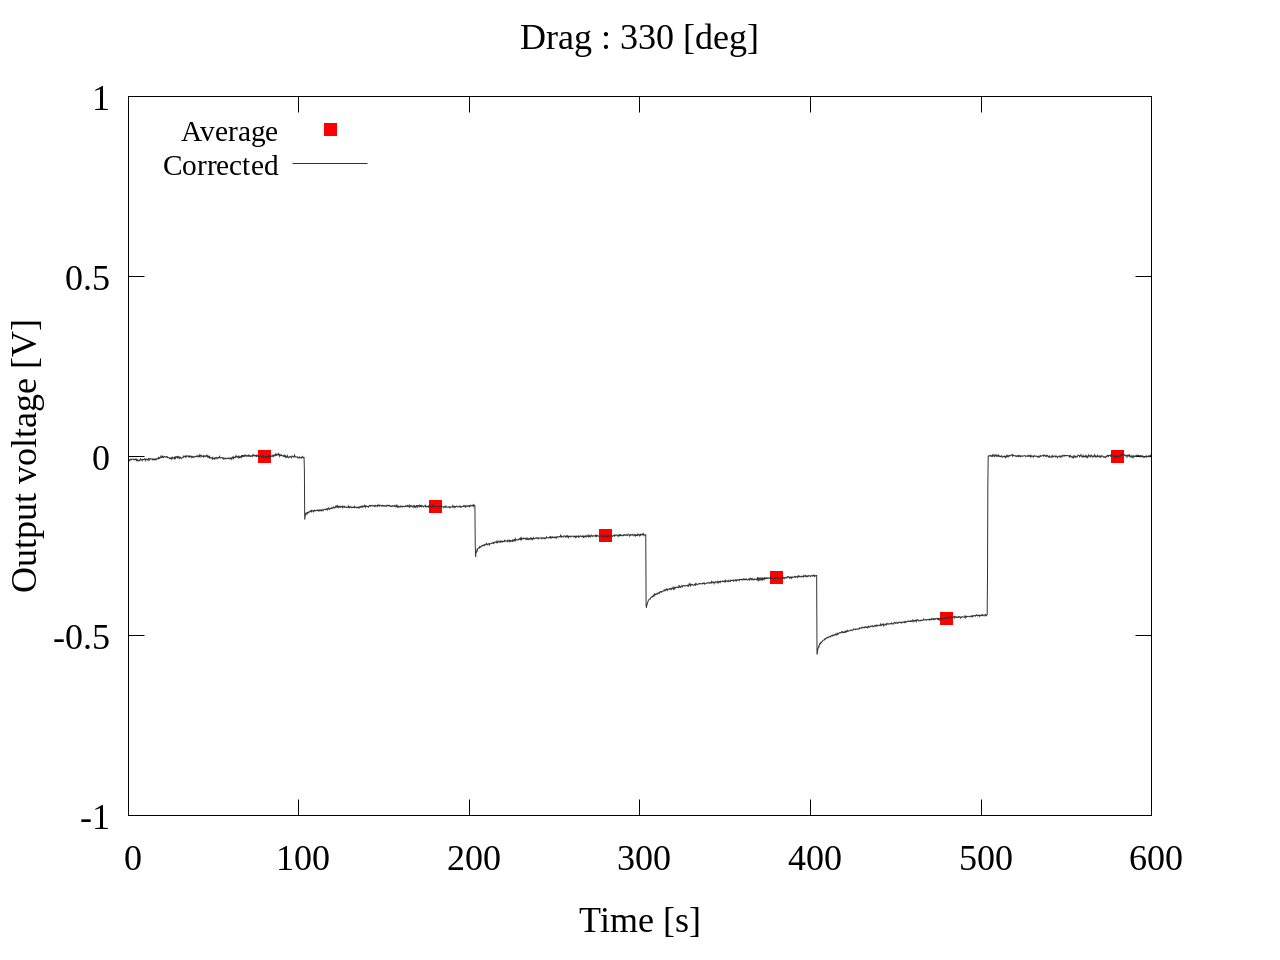 Drag : 330 [deg]
1
Average
Corrected
0.5
0
Output voltage [V]
-0.5
-1
0 100 200 300 400 500 600
Time [s]